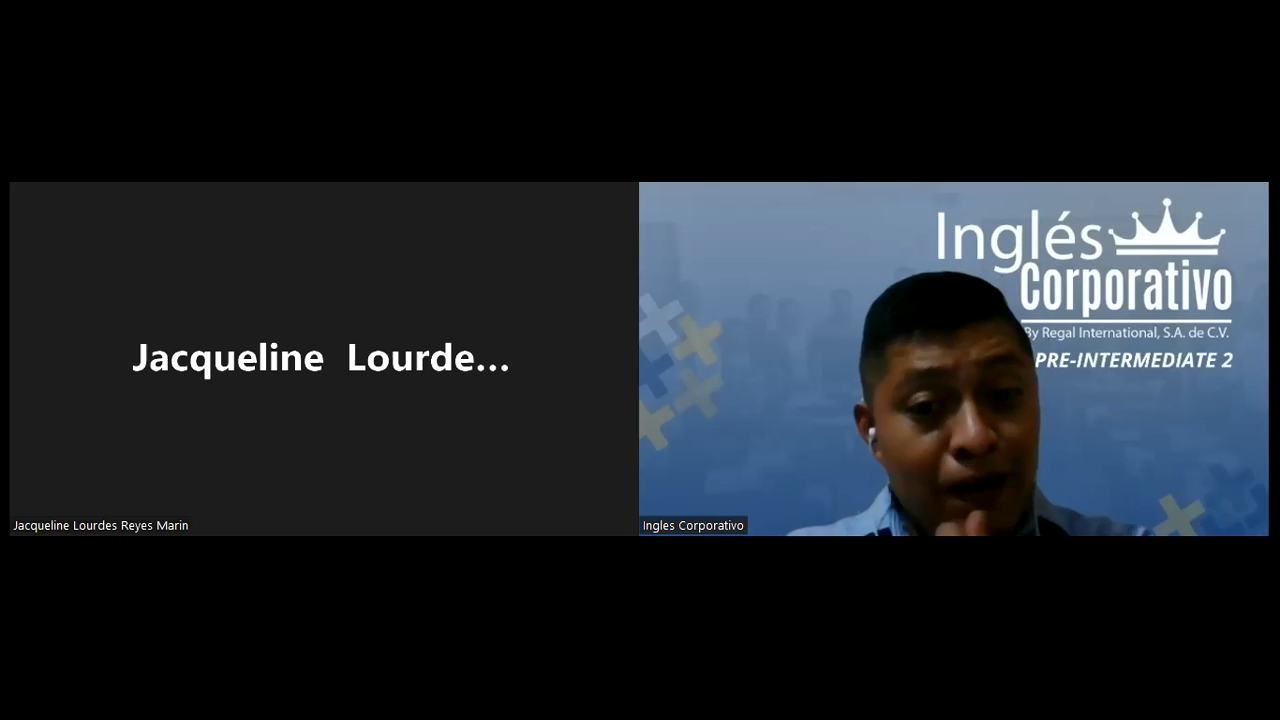 Jacqueline Lourde...
Jacqueline Lourdes Reyes Marin
Inglés
Corporativo
By Regal International, S.A. de C.V.
PRE-INTERMEDIATE 2
Ingles Corporativo